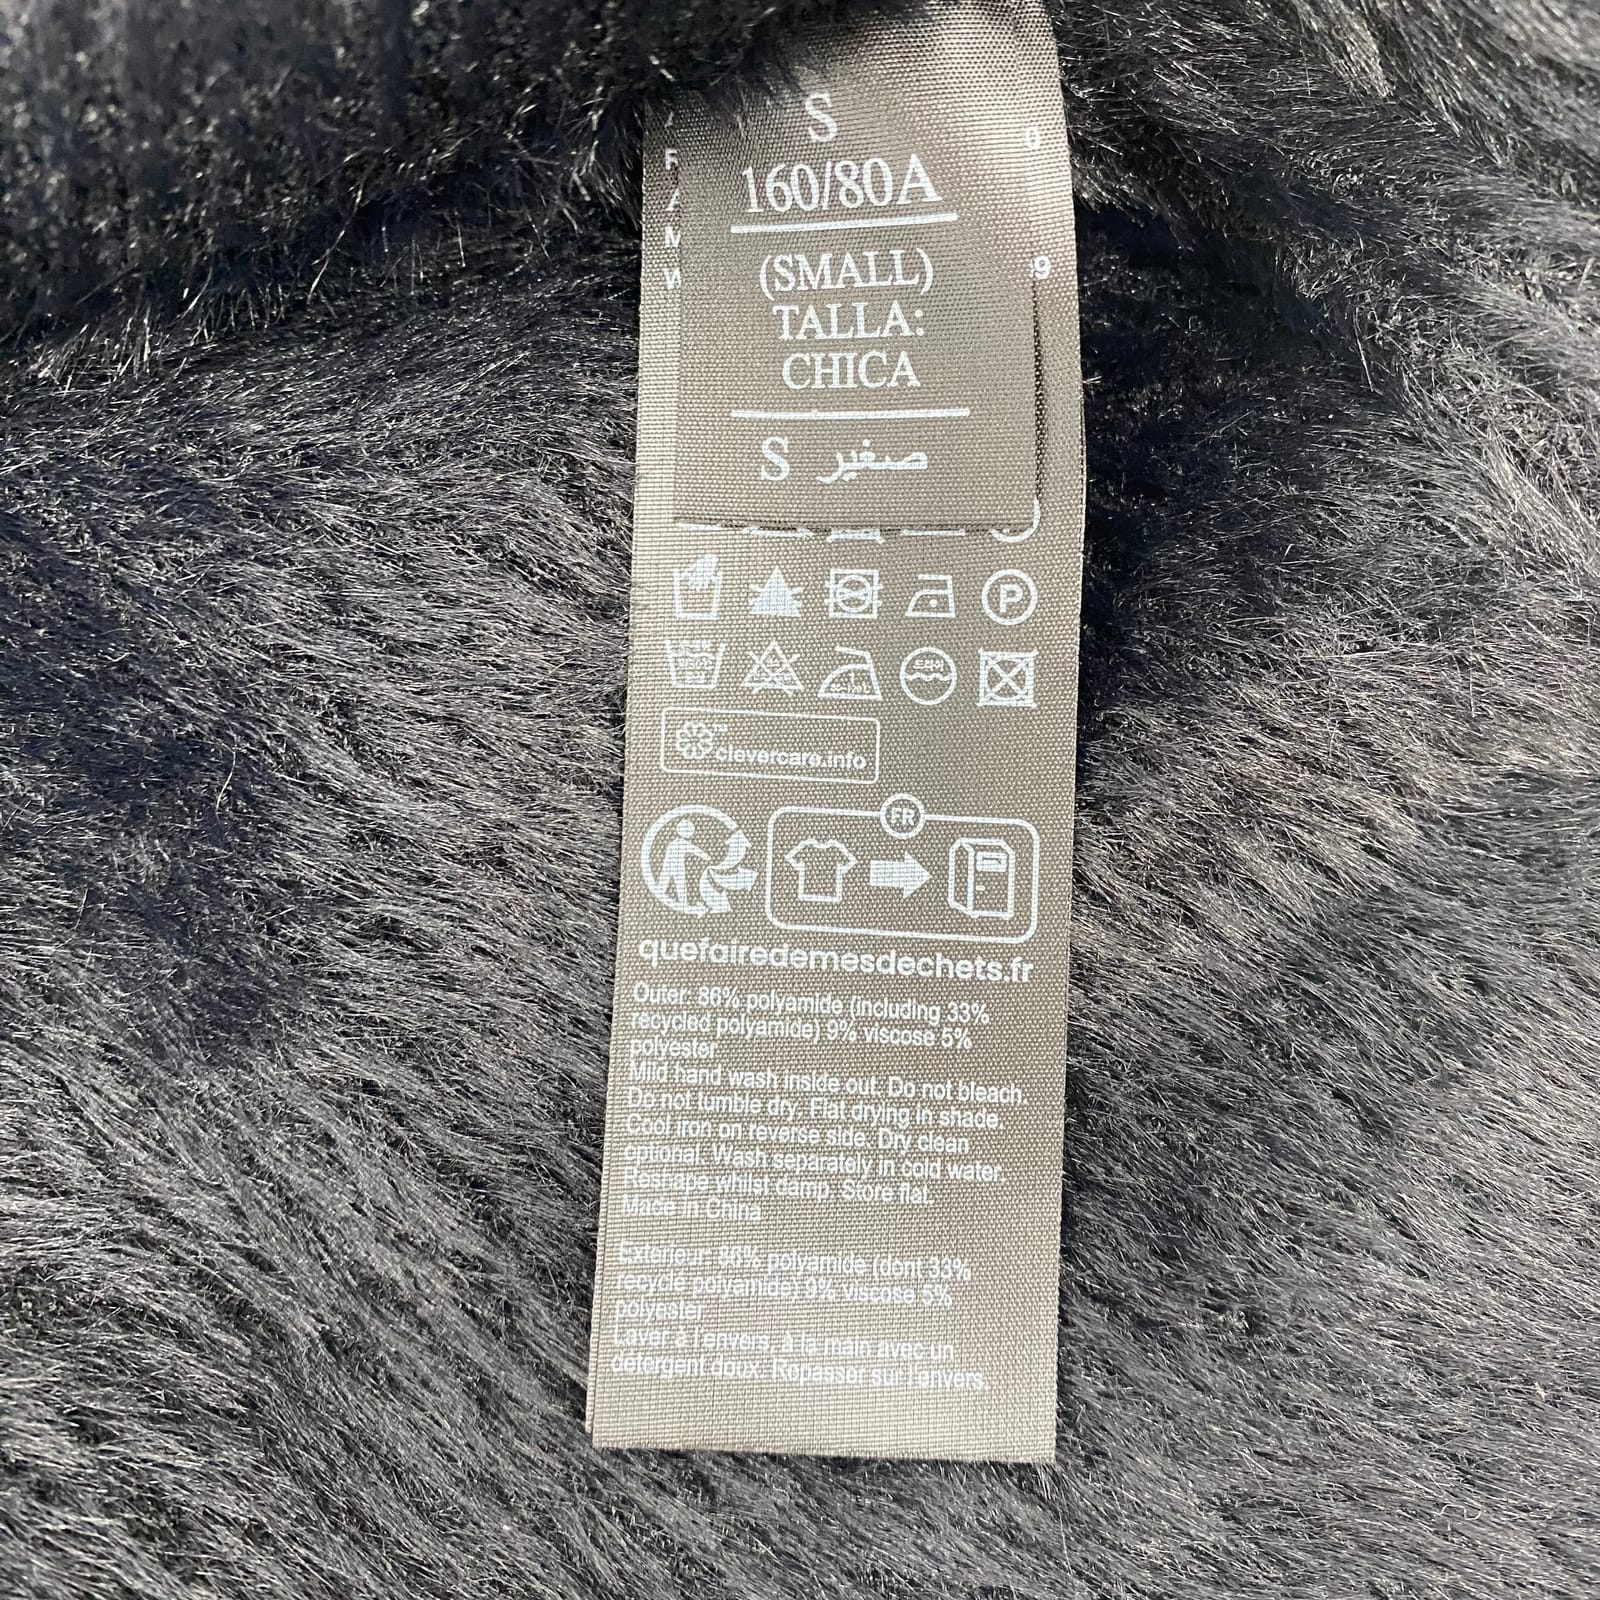 S
160/80A
(SMALL)
TALLA:
CHICA
S صغير
P
드라이
clevercare.info
FR
quefairedemesdechets.fr
Outer: 86% polyamide (including 33%
recycled polyamide) 9% viscose 5%
polyester
Mild hand wash inside out. Do not bleach.
Do not tumble dry. Flat drying in shade.
Cool iron on reverse side. Dry clean
optional. Wash separately in cold water.
Reshape whilst damp. Store flat.
Made in China
Extérieur: 86% polyamide (dont 33%
recyclé polyamide) 9% viscose 5%
polyester
Laver à l'envers, à la main avec un
détergent doux. Repasser sur l'envers.